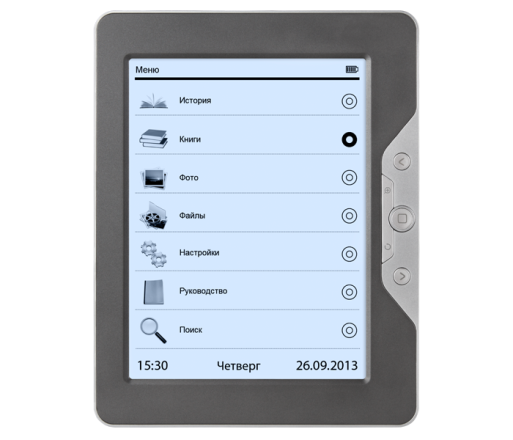 Меню
История
Книги
Фото
Файлы
Настройки
Руководство
Поиск
15:30 Четверг 26.09.2013